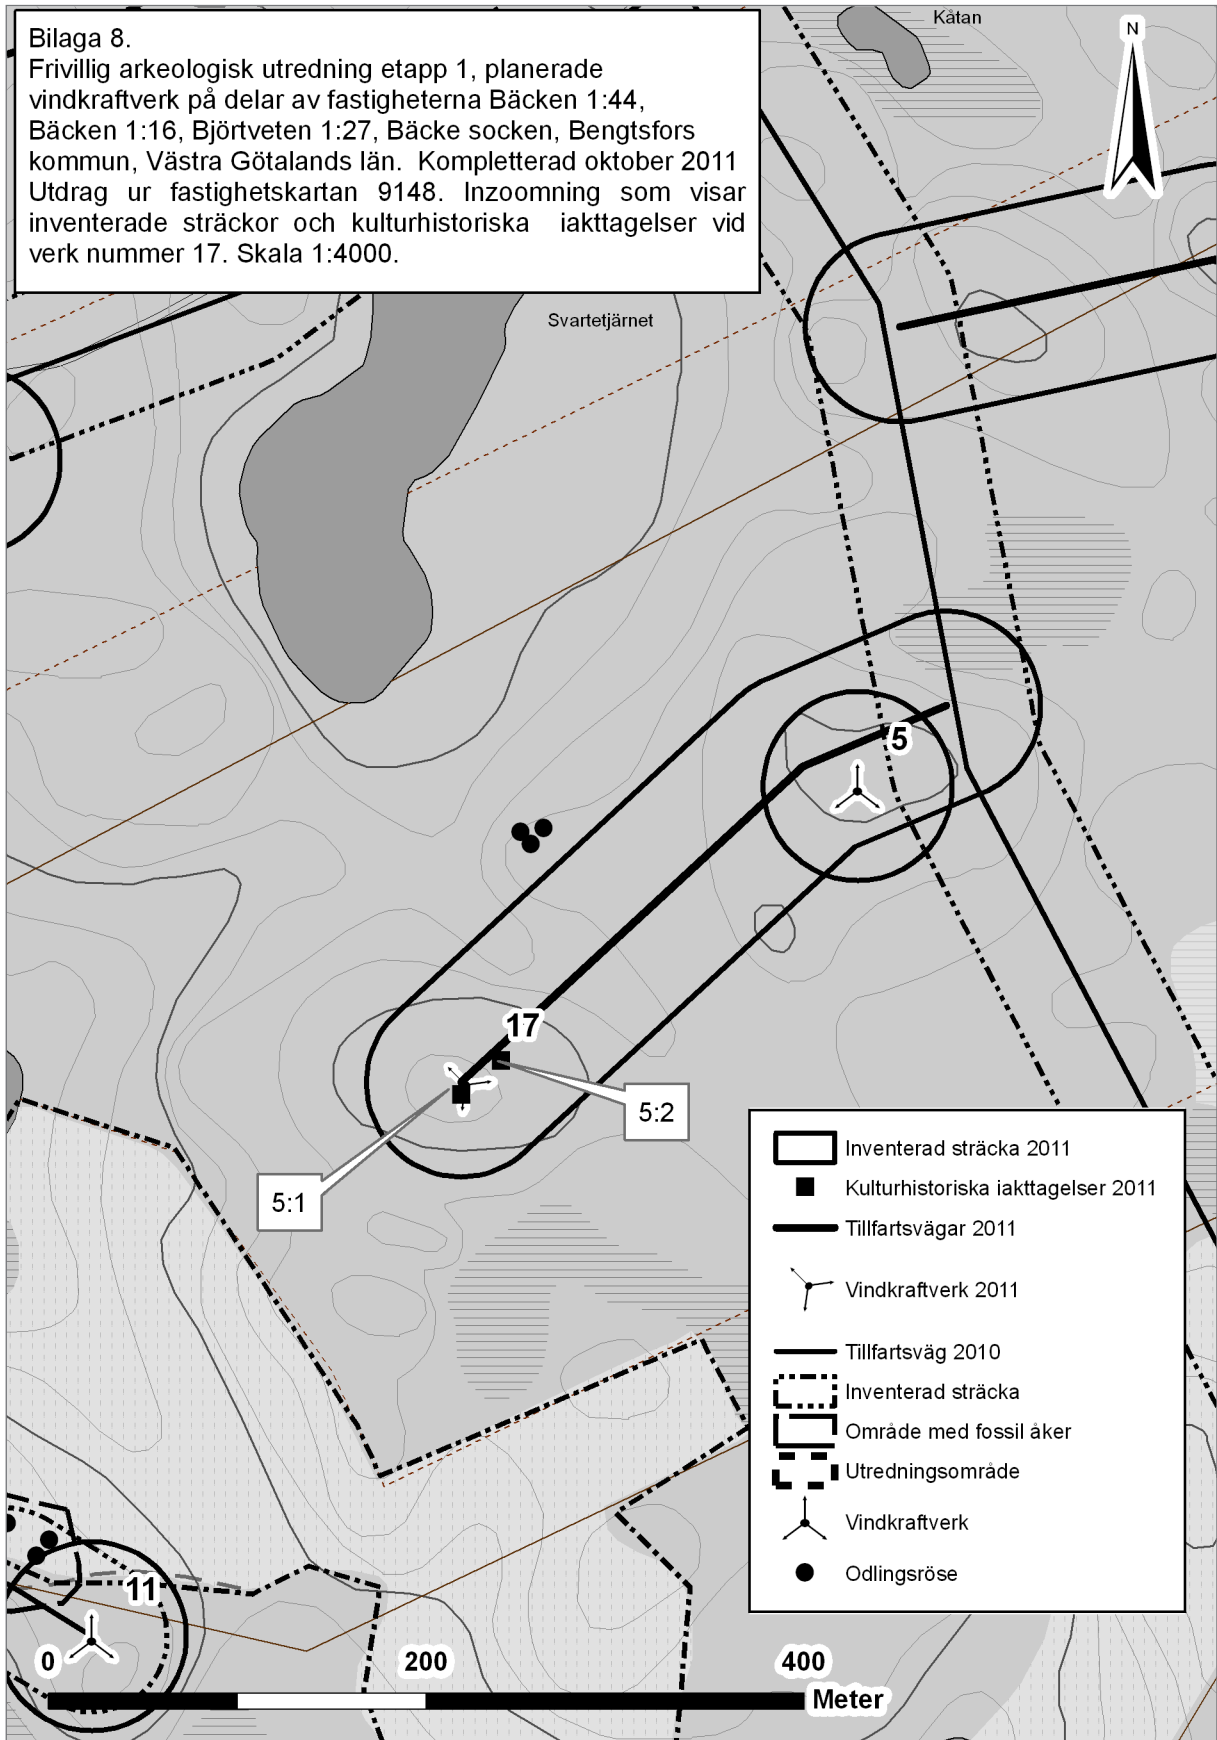 Bilaga 8.
Frivillig arkeologisk utredning etapp 1, planerade
vindkraftverk på delar av fastigheterna Bäcken 1:44,
Bäcken 1:16, Björtveten 1:27, Bäcke socken, Bengtsfors
kommun, Västra Götalands län. Kompletterad oktober 2011
Utdrag ur fastighetskartan 9148. Inzoomning som visar
inventerade sträckor och kulturhistoriska iakttagelser vid
verk nummer 17. Skala 1:4000.
Kåtan
N
Svartetjärnet
5
17
5:2
5:1
Inventerad sträcka 2011
Kulturhistoriska iakttagelser 2011
Tillfartsvägar 2011
Vindkraftverk 2011
Tillfartsväg 2010
Inventerad sträcka
Område med fossil åker
Utredningsområde
Vindkraftverk
Odlingsröse
11
0 200 400
Meter